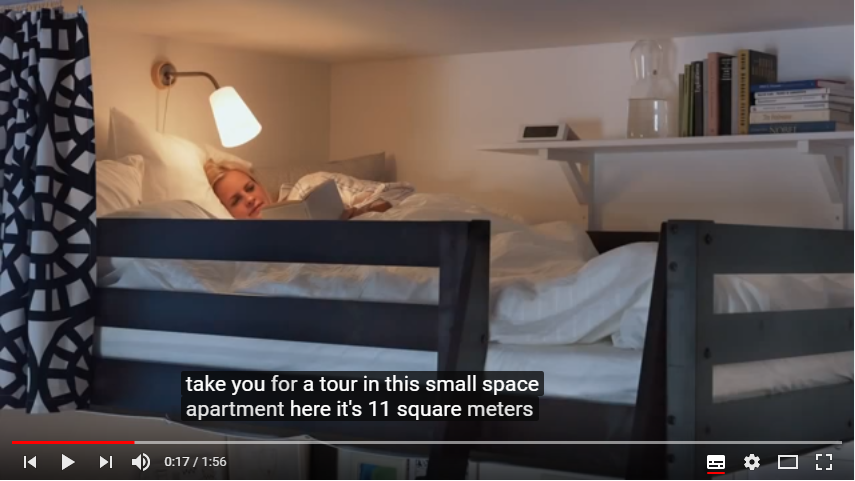 take you for a tour in this small space
apartment here it's 11 square meters
0:17 / 1:56